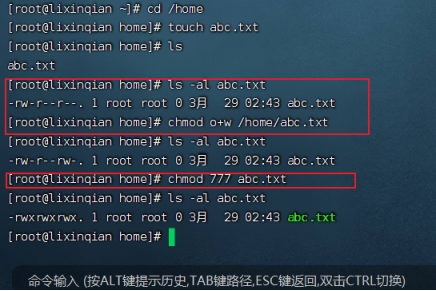 [root@lixinqian ~]# cd /home
[root@lixinqian home]# touch abc.txt
[root@lixinqian home]# ls
abc.txt
[root@lixinqian home]# ls -al abc.txt
-rw-r--r--. 1 root root 0 3月  29 02:43 abc.txt
[root@lixinqian home]# chmod o+w /home/abc.txt
[root@lixinqian home]# ls -al abc.txt
-rw-r--rw-. 1 root root 0 3月  29 02:43 abc.txt
[root@lixinqian home]# chmod 777 abc.txt
[root@lixinqian home]# ls -al abc.txt
-rwxrwxrwx. 1 root root 0 3月  29 02:43 abc.txt
[root@lixinqian home]#
命令输入 (按ALT键提示历史,TAB键路径,ESC键返回,双击CTRL切换)